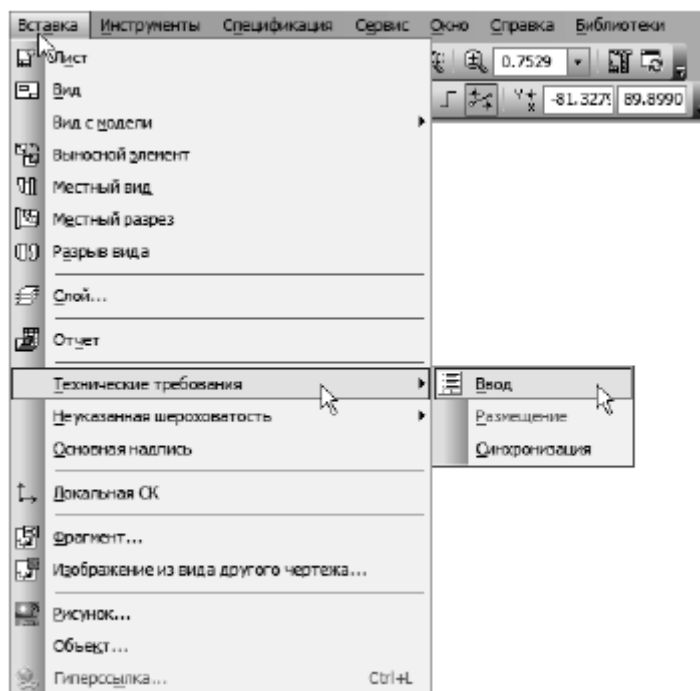 Вставка Инструменты Спецификация Сервис Окно Справка Библиотеки
Лист
0.7529
Вид
-81.3279 89.8990
Вид с модели
Выносной элемент
Местный вид
Местный разрез
Разрыв вида
Слой...
Отчет
Технические требования
Ввод
Неуказанная шероховатость
Размещение
Основная надпись
Синхронизация
Локальная СК
Фрагмент...
Изображение из вида другого чертежа...
Рисунок...
Объект...
Гиперссылка... Ctrl+L